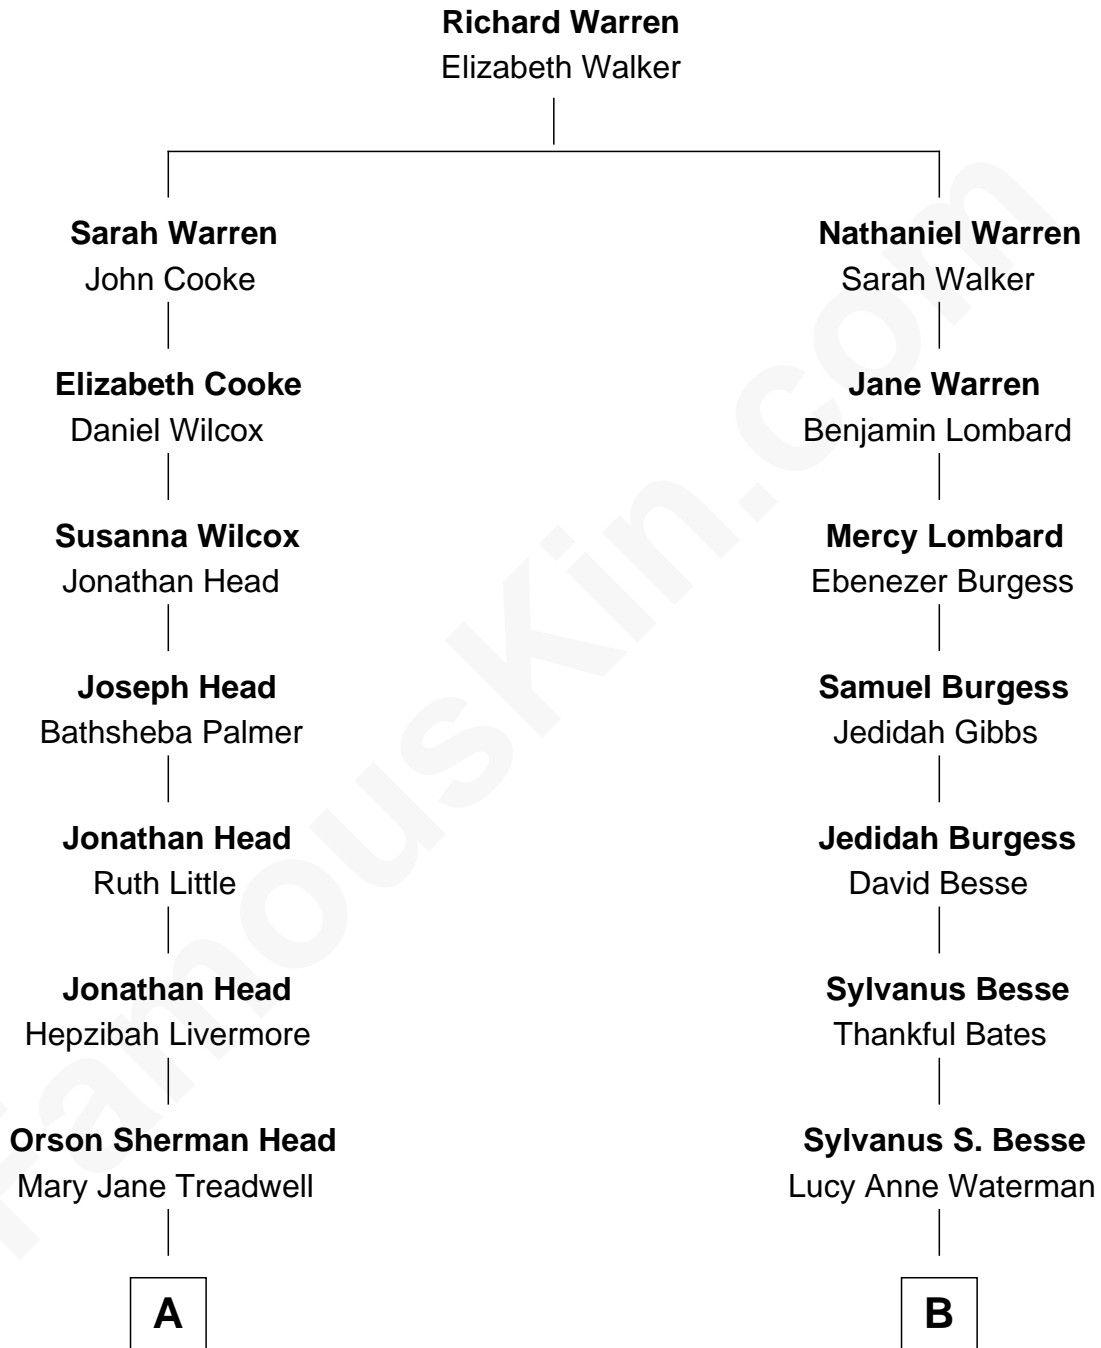 Richard Warren
Elizabeth Walker
Sarah Warren
John Cooke
Nathaniel Warren
Sarah Walker
Elizabeth Cooke
Daniel Wilcox
Jane Warren
Benjamin Lombard
Susanna Wilcox
Jonathan Head
Mercy Lombard
Ebenezer Burgess
Joseph Head
Bathsheba Palmer
Samuel Burgess
Jedidah Gibbs
Jonathan Head
Ruth Little
Jedidah Burgess
David Besse
Jonathan Head
Hepzibah Livermore
Sylvanus Besse
Thankful Bates
Orson Sherman Head
Mary Jane Treadwell
Sylvanus S. Besse
Lucy Anne Waterman
A
B
FamousKin.com